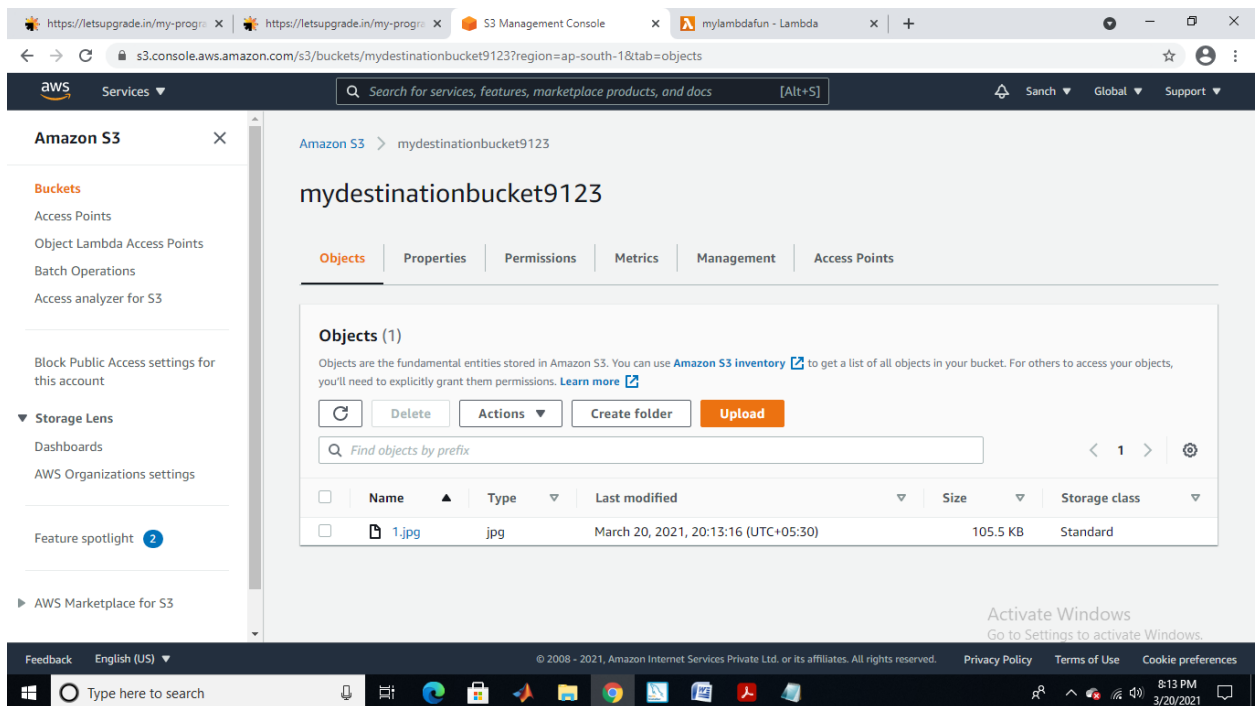 https://letsupgrade.in/my-progra
https://letsupgrade.in/my-progra
S3 Management Console
mylambdafun - Lambda
s3.console.aws.amazon.com/s3/buckets/mydestinationbucket9123?region=ap-south-1&tab=objects
aws Services ▼ Search for services, features, marketplace products, and docs [Alt+S] Sanch ▼ Global ▼ Support ▼
Amazon S3
Buckets
Access Points
Object Lambda Access Points
Batch Operations
Access analyzer for S3
Block Public Access settings for
this account
Storage Lens
Dashboards
AWS Organizations settings
Feature spotlight 2
AWS Marketplace for S3
Amazon S3 > mydestinationbucket9123
mydestinationbucket9123
Objects Properties Permissions Metrics Management Access Points
Objects (1)
Objects are the fundamental entities stored in Amazon S3. You can use Amazon S3 inventory to get a list of all objects in your bucket. For others to access your objects,
you'll need to explicitly grant them permissions. Learn more
Delete Actions ▼ Create folder Upload
Find objects by prefix
< 1 >
Name Type Last modified Size Storage class
1.jpg jpg March 20, 2021, 20:13:16 (UTC+05:30) 105.5 KB Standard
Activate Windows
Go to Settings to activate Windows.
Feedback English (US) ▼ © 2008 - 2021, Amazon Internet Services Private Ltd. or its affiliates. All rights reserved. Privacy Policy Terms of Use Cookie preferences
Type here to search
8:13 PM
3/20/2021